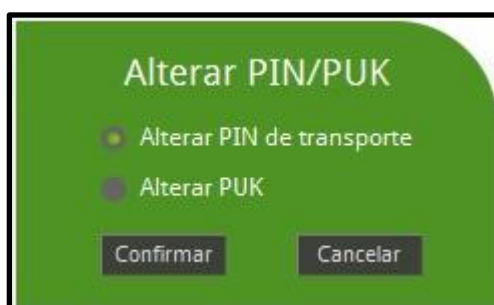 Alterar PIN/PUK
Alterar PIN de transporte
Alterar PUK
Confirmar Cancelar